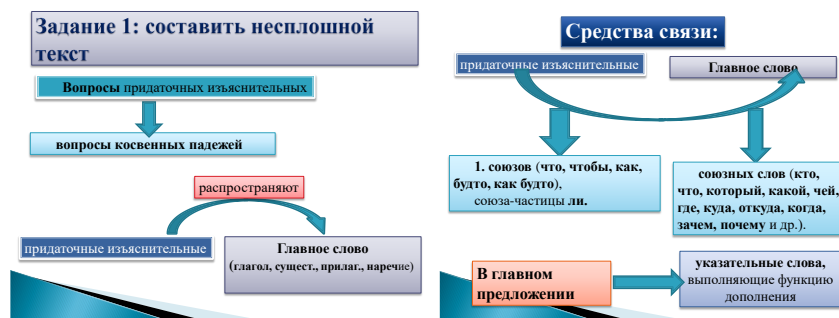 Задание 1: составить несплошной
текст
Вопросы придаточных изъяснительных
вопросы косвенных падежей
распространяют
придаточные изъяснительные
Главное слово
(глагол, сущест., прилаг., наречие)
Средства связи:
придаточные изъяснительные
Главное слово
1. союзов (что, чтобы, как,
будто, как будто),
союза-частицы ли.
союзных слов (кто,
что, который, какой, чей,
где, куда, откуда, когда,
зачем, почему и др.).
В главном
предложении
указательные слова,
выполняющие функцию
дополнения